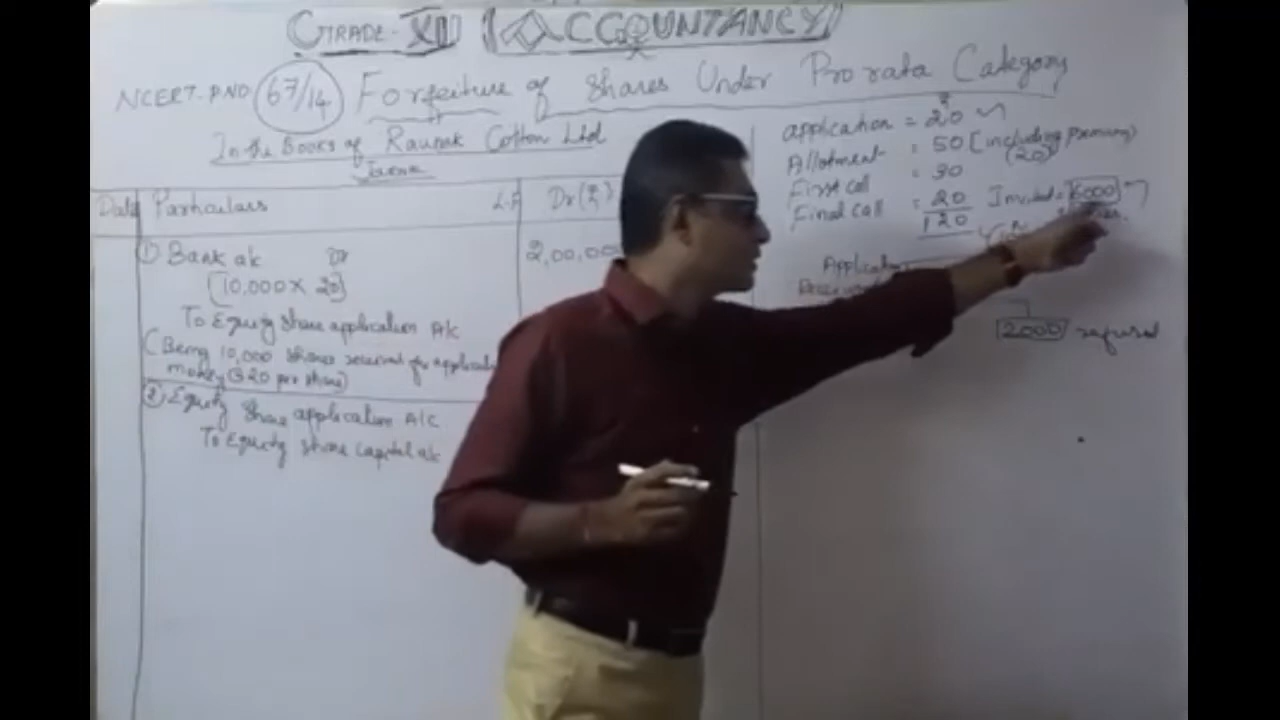 GRADE-XII ACCOUNTANCY
NCERT-P.NO 67/14 Forfeiture of Shares Under Prorata Category
In the Books of Raunak Cotton Ltd
Date Particulars L.F Dr(₹)
1) Bank a/c Dr 2,00,000
[10,000 × 20]
To Equity share application A/c
(Being 10,000 shares received for application
money @20 per share)
2) Equity share application A/c
To Equity share capital a/c
application = 20
Allotment = 50 [including premium
(20)
First call = 30
Final call = 20 Invited = 6000
120
2000 refused